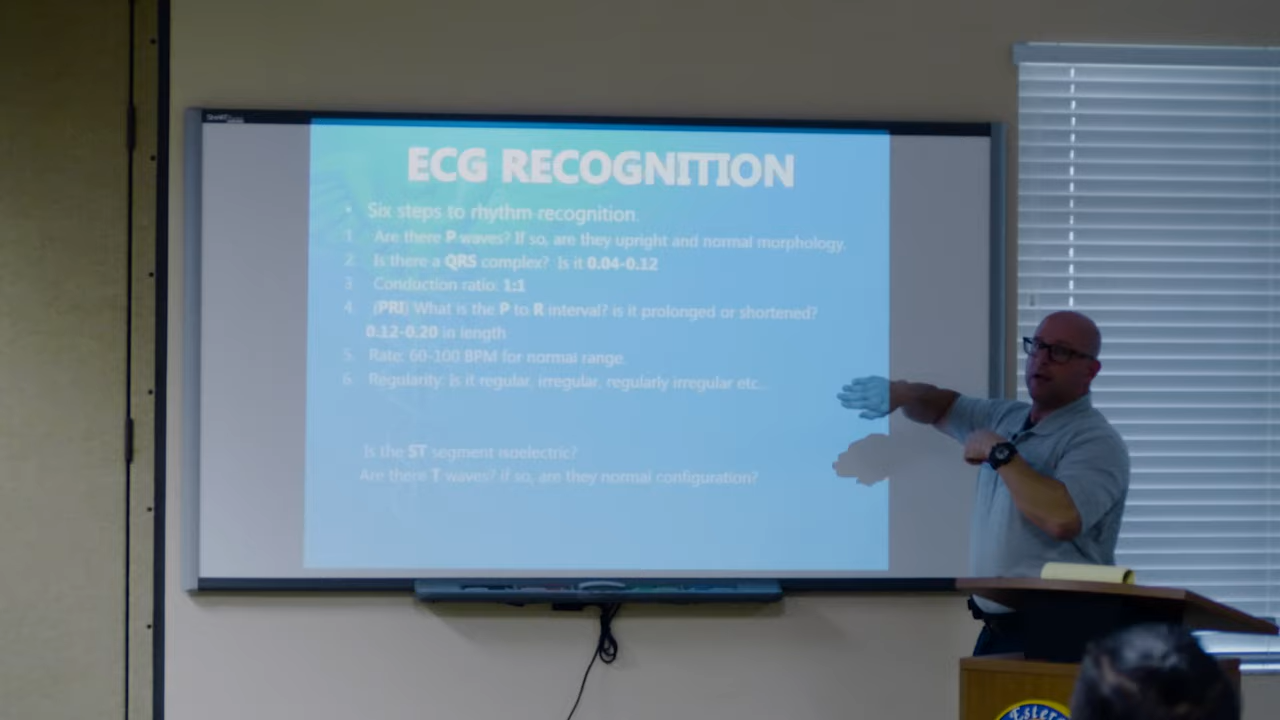 SMART
ECG RECOGNITION
• Six steps to rhythm recognition.
1. Are there P waves? If so, are they upright and normal morphology.
2. Is there a QRS complex? Is it 0.04-0.12
3. Conduction ratio: 1:1
4. (PRI) What is the P to R interval? is it prolonged or shortened?
0.12-0.20 in length
5. Rate: 60-100 BPM for normal range.
6. Regularity: Is it regular, irregular, regularly irregular etc..
Is the ST segment isoelectric?
Are there T waves? if so, are they normal configuration?
Ester